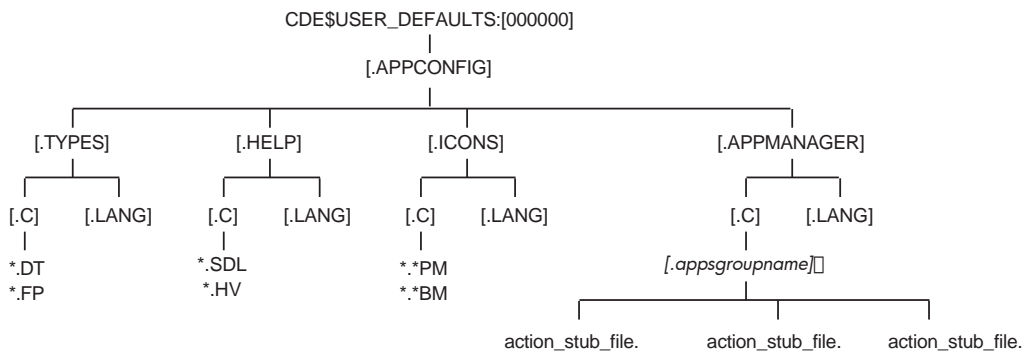 CDE$USER_DEFAULTS:[000000]
[.APPCONFIG]
[.TYPES] [.HELP] [.ICONS] [.APPMANAGER]
[.C] [.LANG] [.C] [.LANG] [.C] [.LANG] [.C] [.LANG]
*.DT *.SDL *.*PM [.appsgroupname]
*.FP *.HV *.*BM
action_stub_file. action_stub_file. action_stub_file.